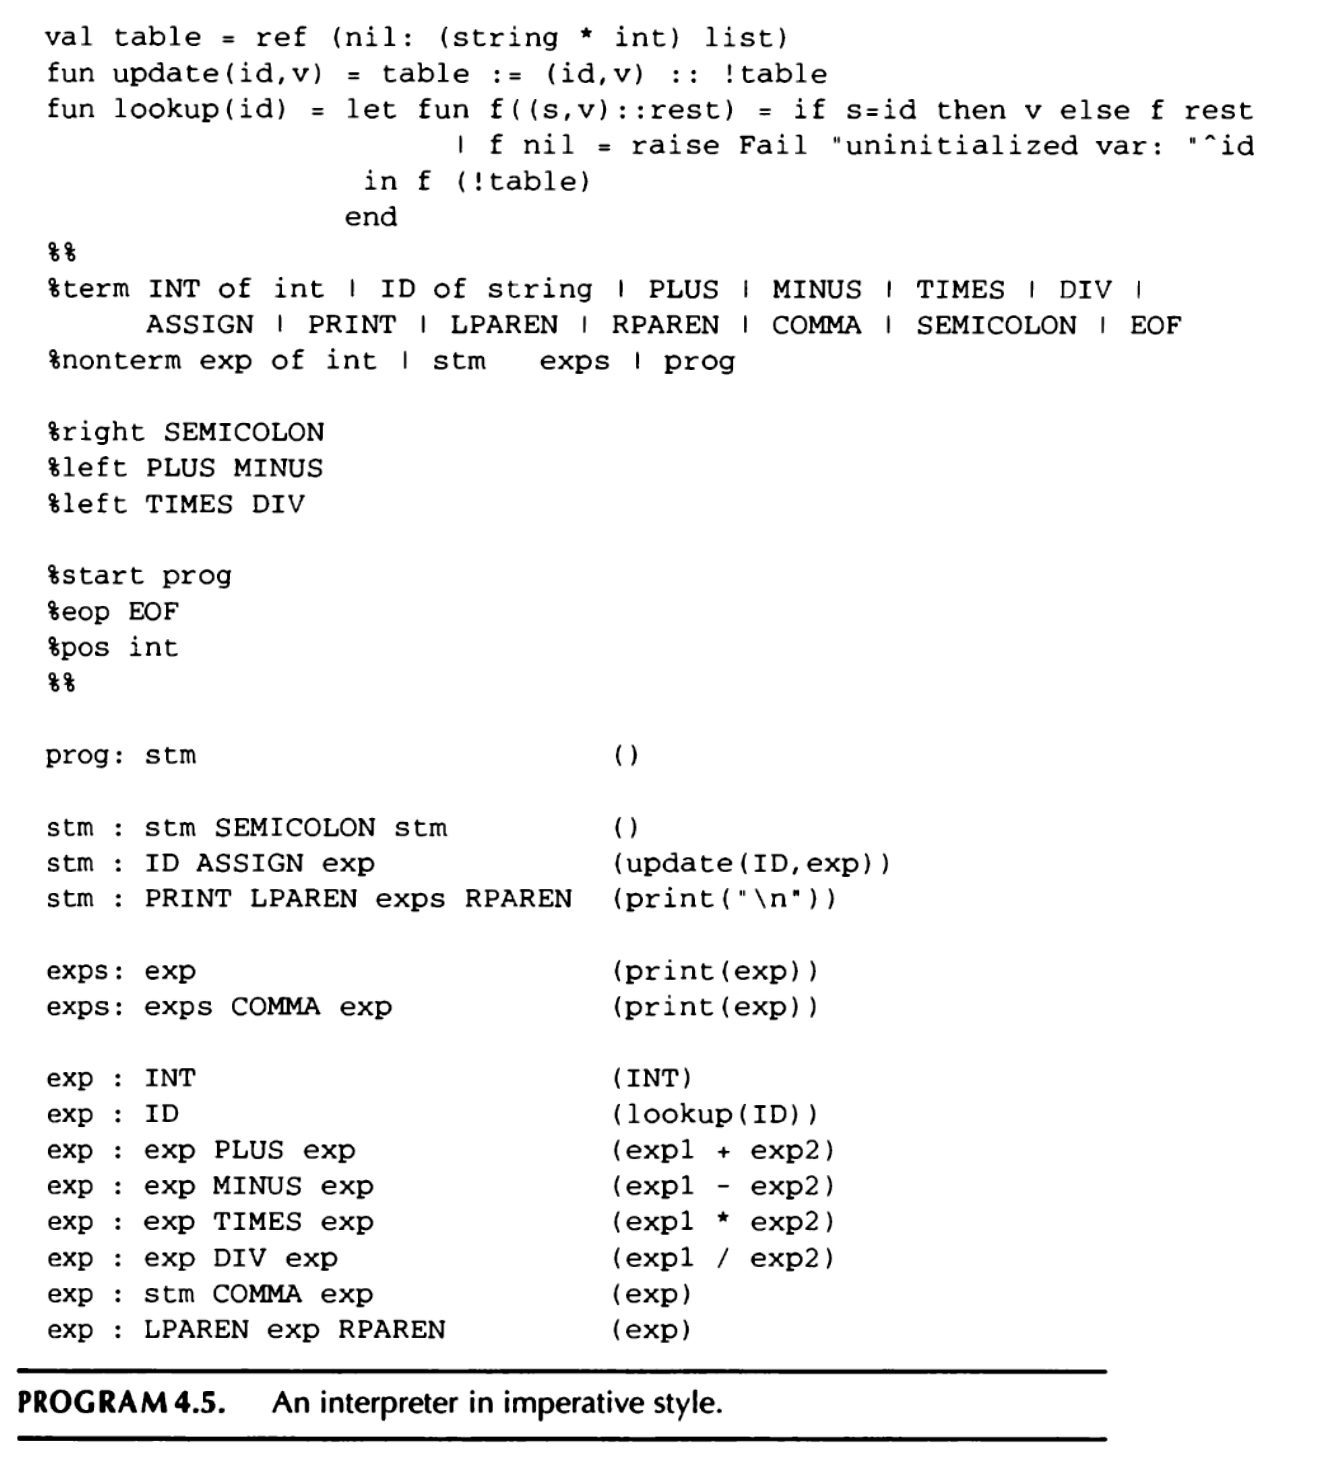 val table = ref (nil: (string * int) list)
fun update(id,v) = table := (id,v) :: !table
fun lookup(id) = let fun f((s,v)::rest) = if s=id then v else f rest
                       | f nil = raise Fail "uninitialized var: "^id
                  in f (!table)
                 end
%%
%term INT of int | ID of string | PLUS | MINUS | TIMES | DIV |
      ASSIGN | PRINT | LPAREN | RPAREN | COMMA | SEMICOLON | EOF
%nonterm exp of int | stm   exps | prog

%right SEMICOLON
%left PLUS MINUS
%left TIMES DIV

%start prog
%eop EOF
%pos int
%%

prog: stm                          ()

stm : stm SEMICOLON stm            ()
stm : ID ASSIGN exp                (update(ID,exp))
stm : PRINT LPAREN exps RPAREN     (print("\n"))

exps: exp                          (print(exp))
exps: exps COMMA exp               (print(exp))

exp : INT                          (INT)
exp : ID                           (lookup(ID))
exp : exp PLUS exp                 (exp1 + exp2)
exp : exp MINUS exp                (exp1 - exp2)
exp : exp TIMES exp                (exp1 * exp2)
exp : exp DIV exp                  (exp1 / exp2)
exp : stm COMMA exp                (exp)
exp : LPAREN exp RPAREN            (exp)

PROGRAM 4.5. An interpreter in imperative style.